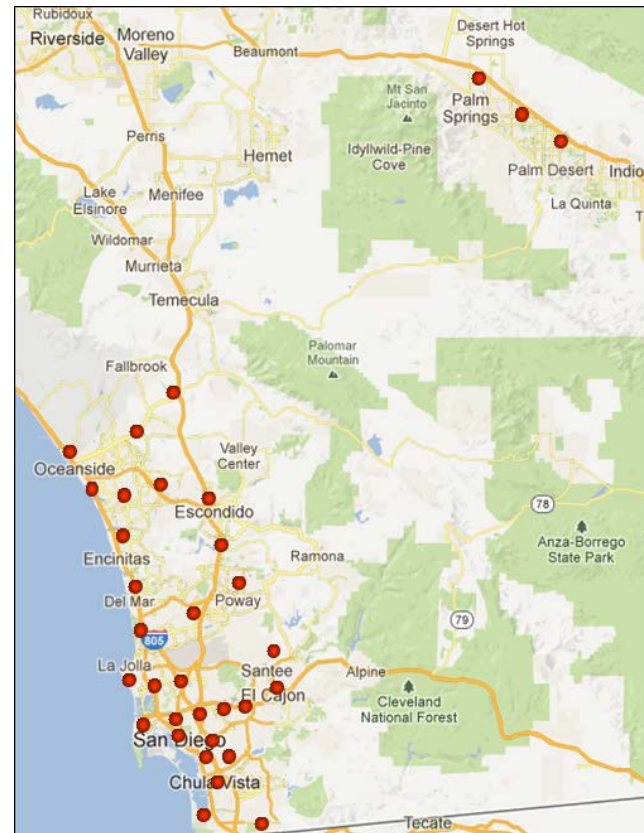 Rubidoux
Riverside
Moreno
Valley
Beaumont
Desert Hot
Springs
Mt San
Jacinto
Palm
Springs
Perris
Hemet
Idyllwild-Pine
Cove
Palm Desert
Indio
Lake
Elsinore
Menifee
La Quinta
T
Wildomar
Murrieta
Temecula
Palomar
Mountain
Fallbrook
Valley
Center
Oceanside
Escondido
78
Anza-Borrego
State Park
Encinitas
Ramona
Del Mar
Poway
79
805
La Jolla
Santee
El Cajon
Alpine
Cleveland
National Forest
San Diego
Chula Vista
Tecate